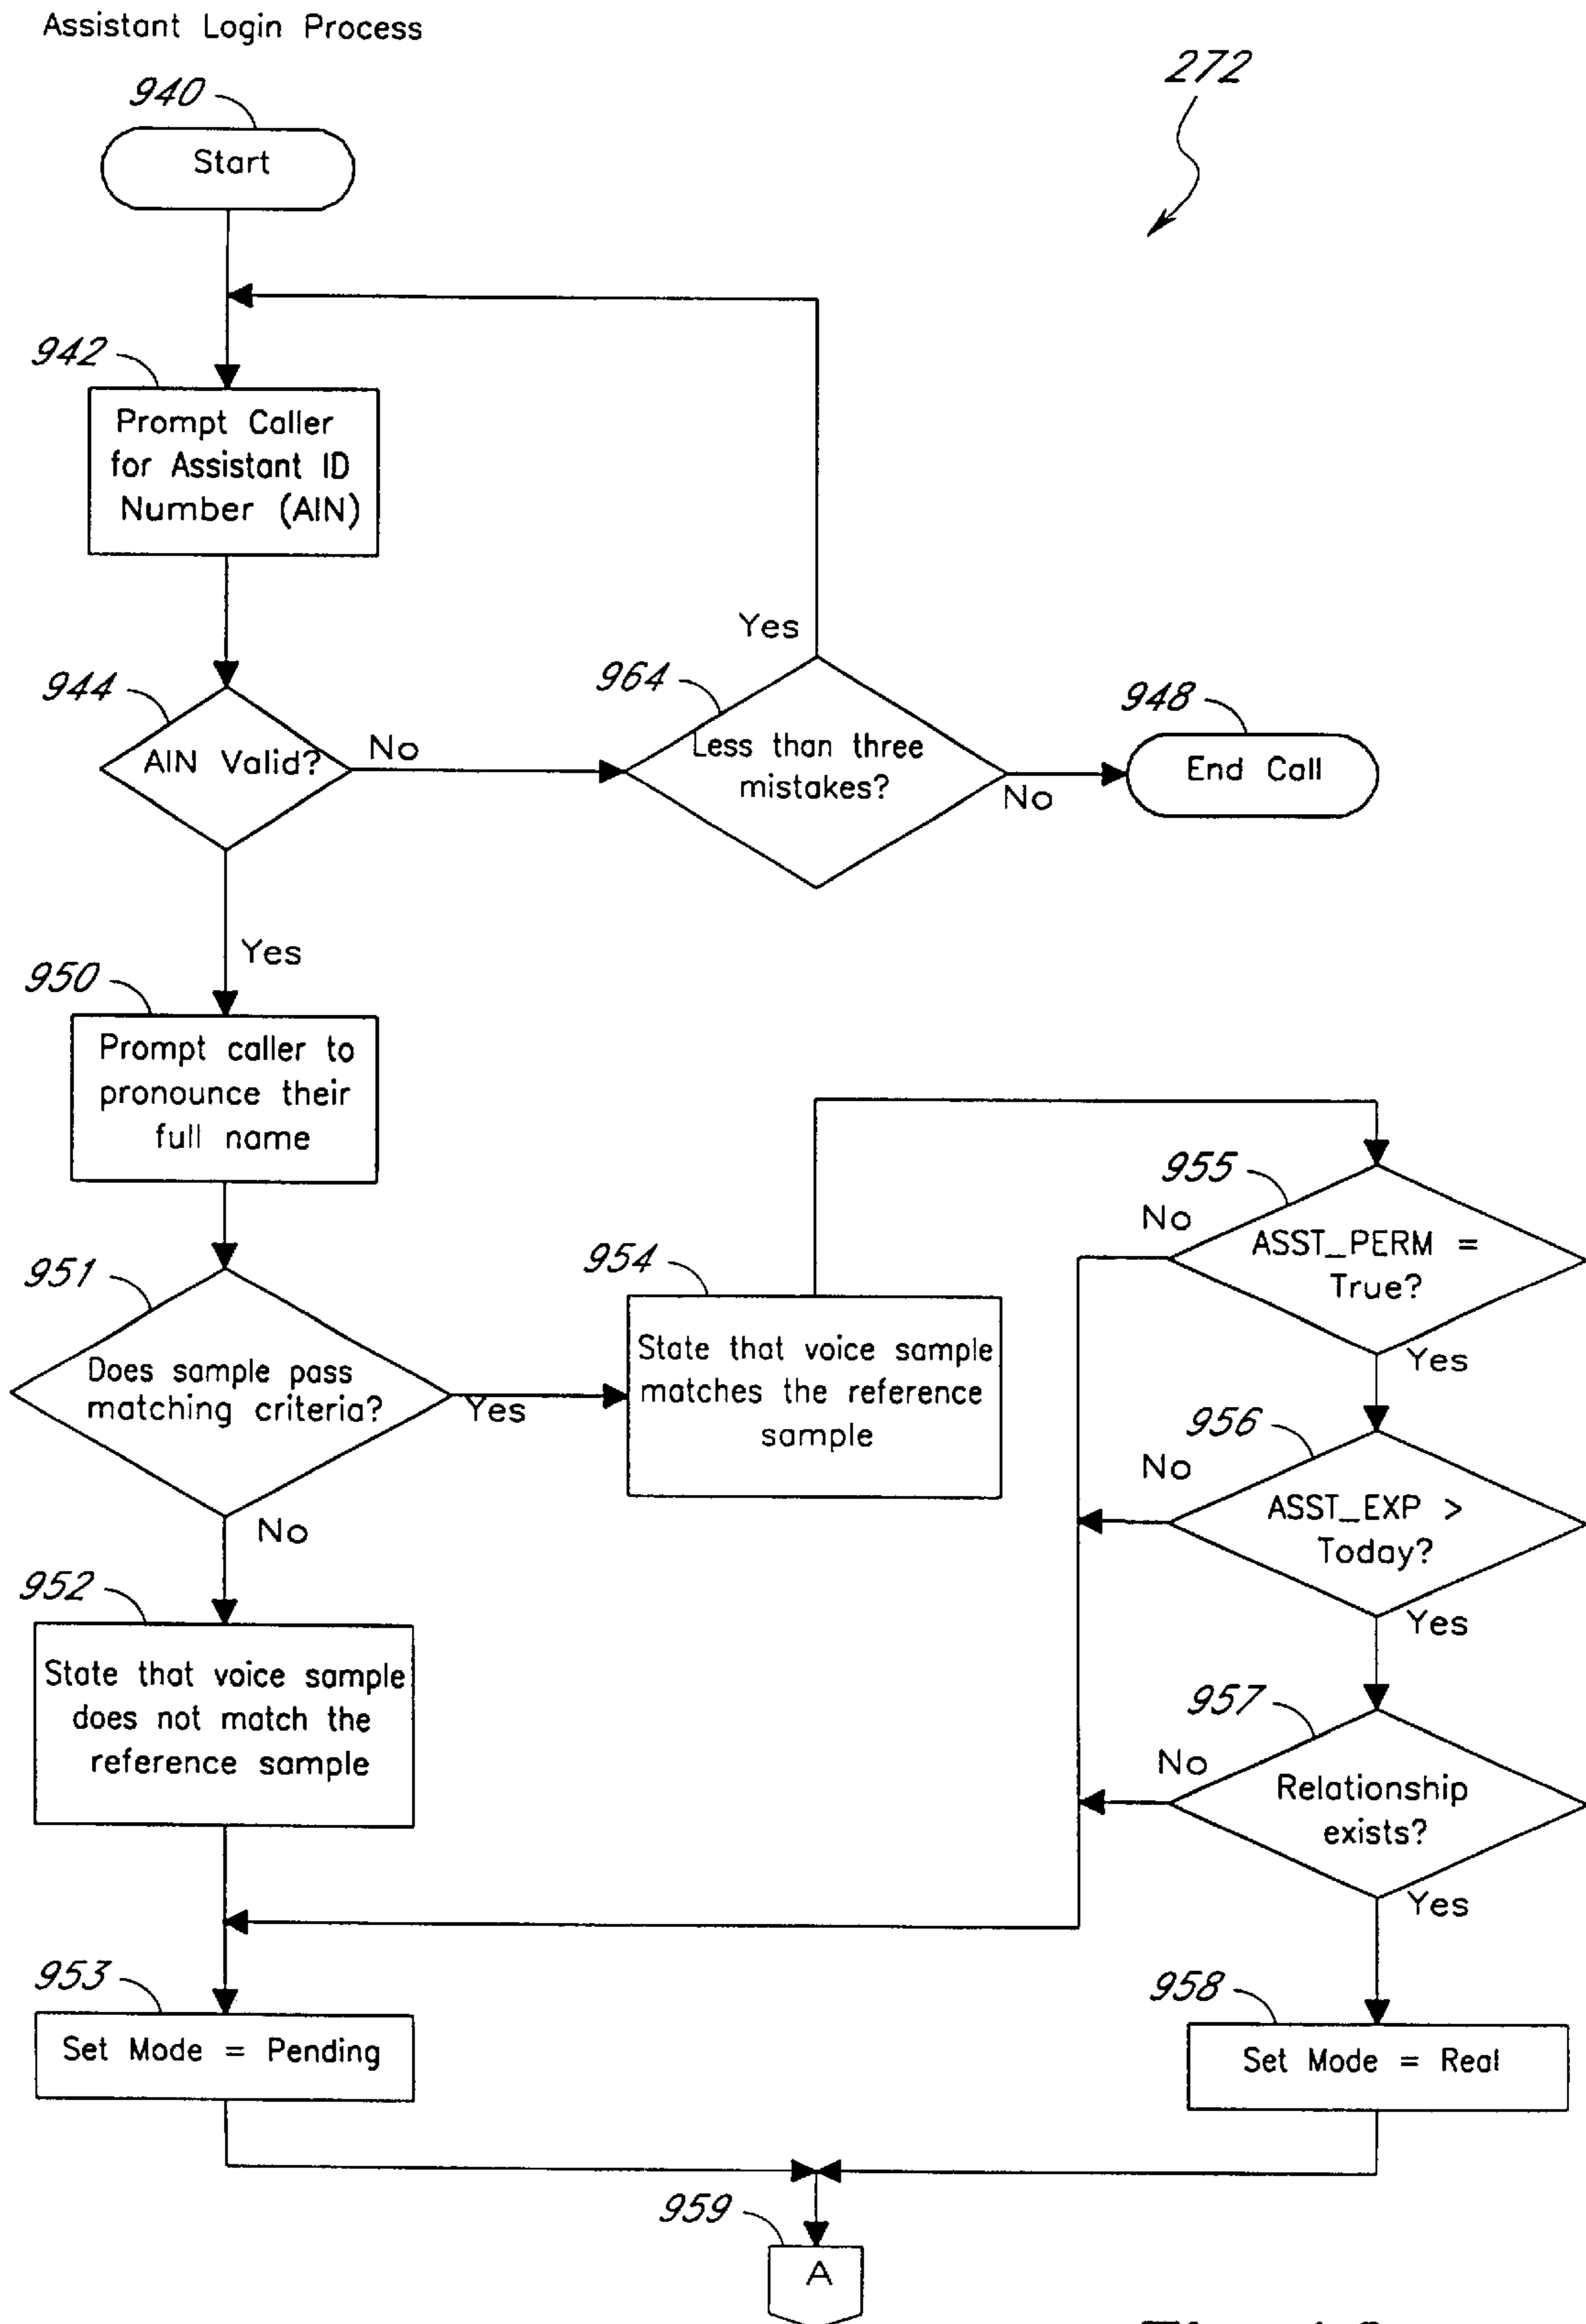 Assistant Login Process
272
940
Start
942
Prompt Caller
for Assistant ID
Number (AIN)
944
AIN Valid?
No
Yes
964
Less than three
mistakes?
Yes
No
948
End Call
950
Prompt caller to
pronounce their
full name
951
Does sample pass
matching criteria?
Yes
No
954
State that voice sample
matches the reference
sample
955
No
ASST_PERM =
True?
Yes
956
No
ASST_EXP >
Today?
Yes
957
No
Relationship
exists?
Yes
952
State that voice sample
does not match the
reference sample
953
Set Mode = Pending
958
Set Mode = Real
959
A